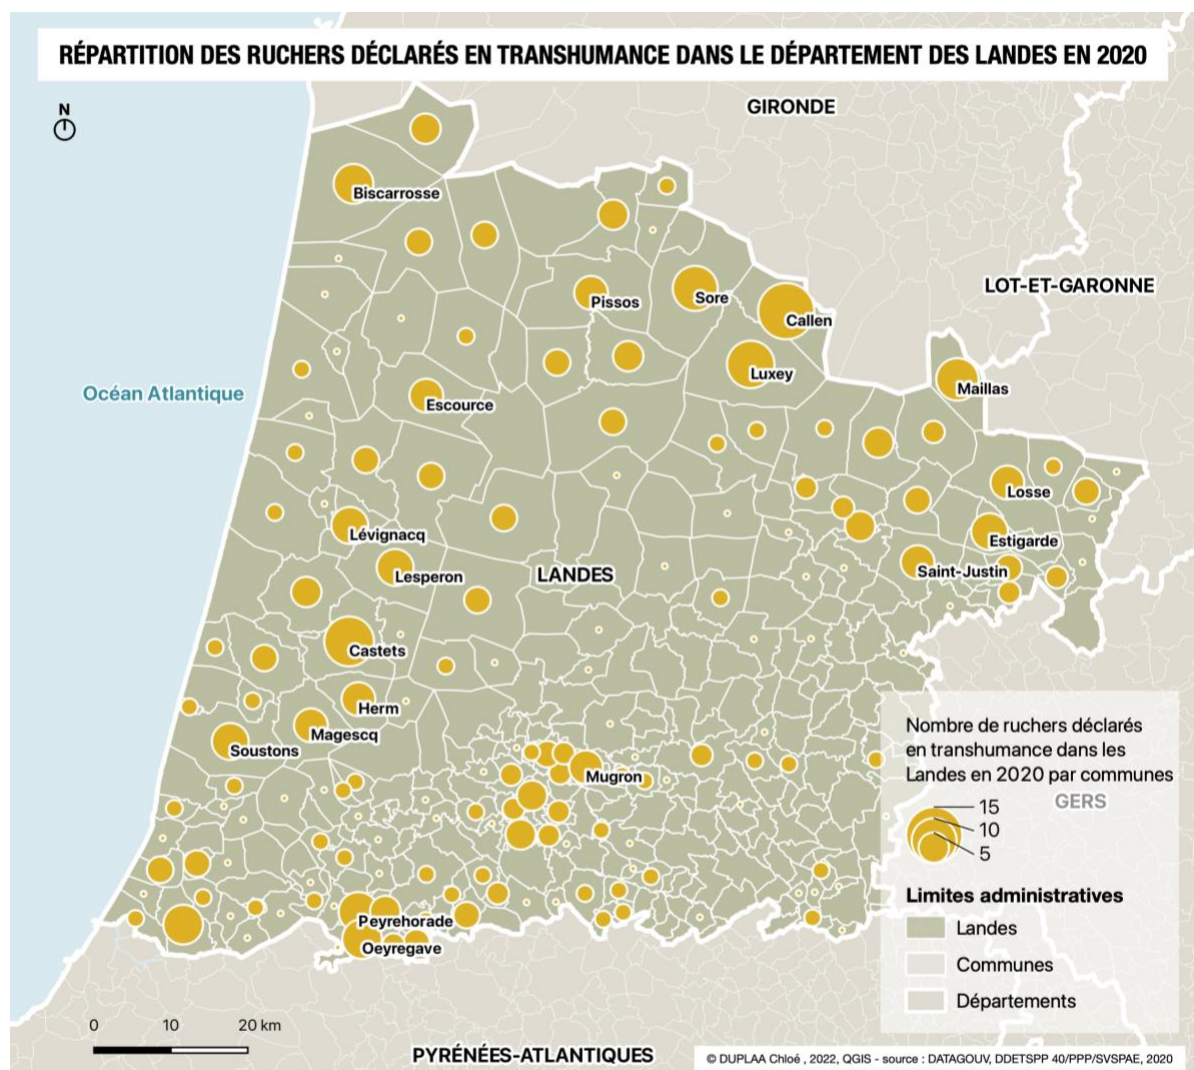 RÉPARTITION DES RUCHERS DÉCLARÉS EN TRANSHUMANCE DANS LE DÉPARTEMENT DES LANDES EN 2020
N
GIRONDE
Biscarrosse
LOT-ET-GARONNE
Pissos
Sore
Callen
Luxey
Maillas
Océan Atlantique
Escource
Losse
Lévignacq
Estigarde
Lesperon
LANDES
Saint-Justin
Castets
Herm
Magescq
Soustons
Mugron
Peyrehorade
Oeyregave
Nombre de ruchers déclarés
en transhumance dans les
Landes en 2020 par communes
GERS
15
10
5
Limites administratives
Landes
Communes
Départements
0 10 20 km
PYRÉNÉES-ATLANTIQUES
© DUPLAA Chloé , 2022, QGIS - source : DATAGOUV, DDETSPP 40/PPP/SVSPAE, 2020